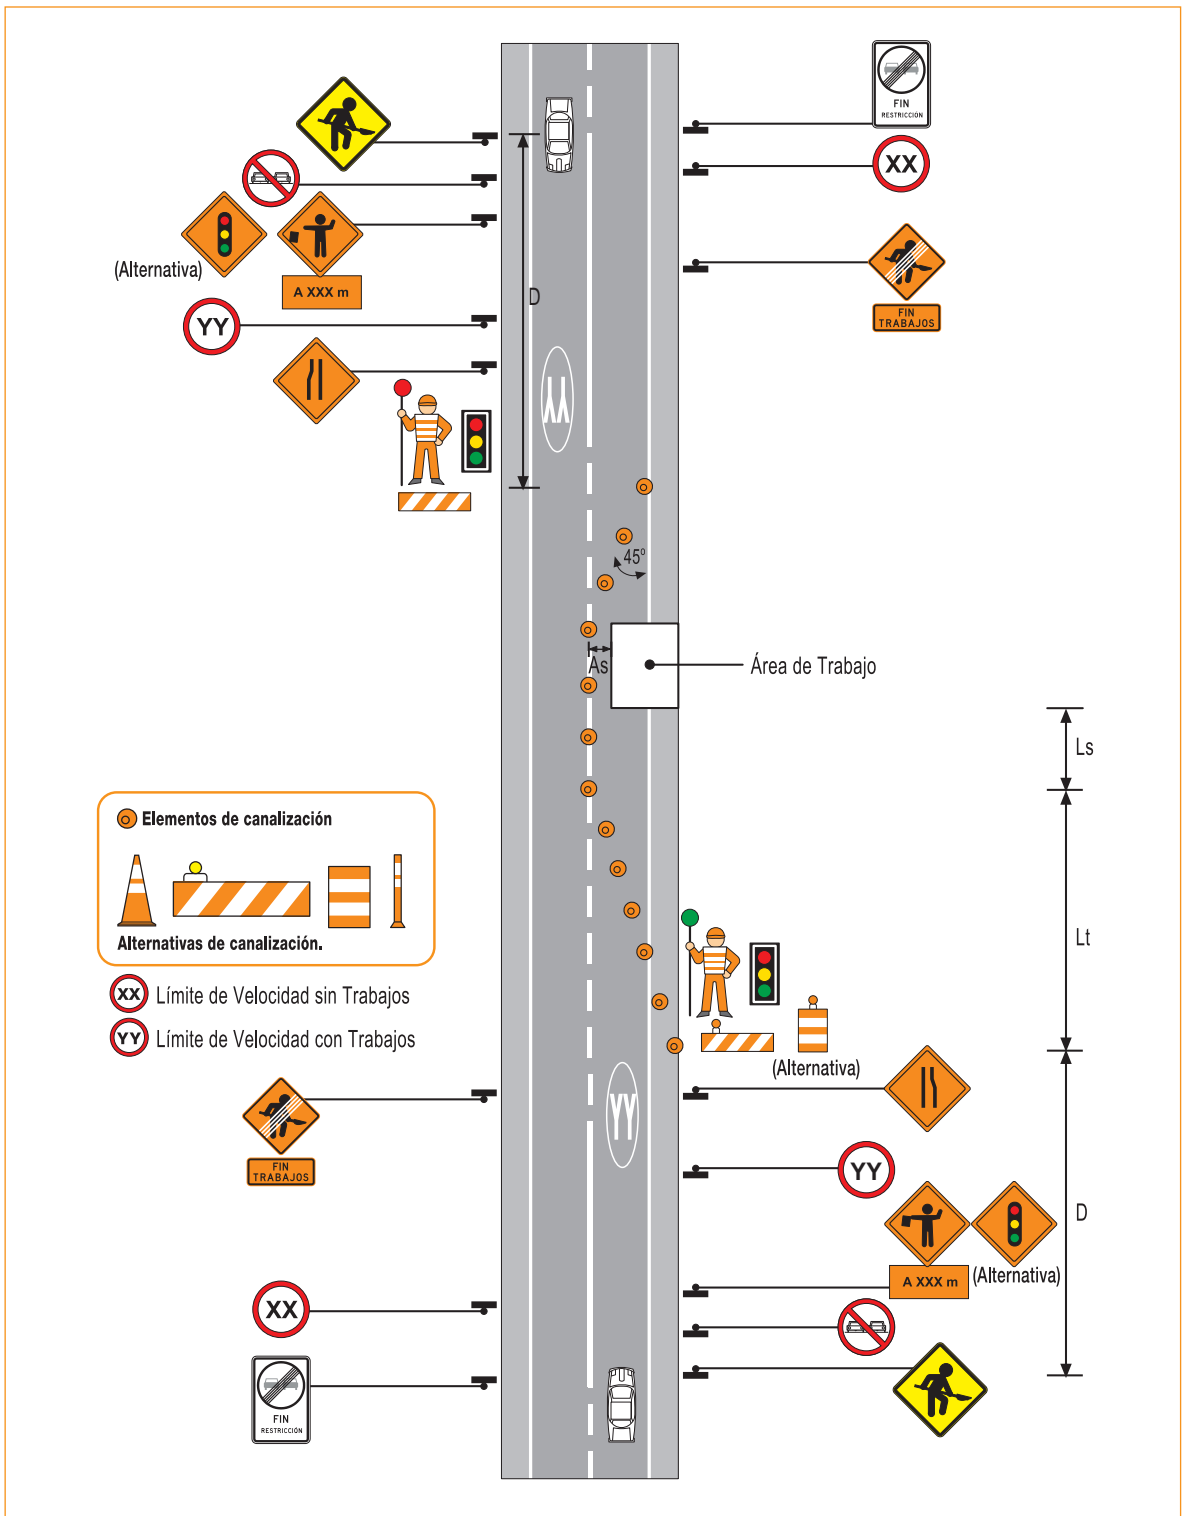 FIN
RESTRICCIÓN
XX
(Alternativa)
A XXX m
D
FIN
TRABAJOS
YY
YY
45º
As
Área de Trabajo
Ls
Elementos de canalización
Alternativas de canalización.
Lt
XX Límite de Velocidad sin Trabajos
YY Límite de Velocidad con Trabajos
(Alternativa)
YY
FIN
TRABAJOS
YY
D
A XXX m
(Alternativa)
XX
FIN
RESTRICCIÓN